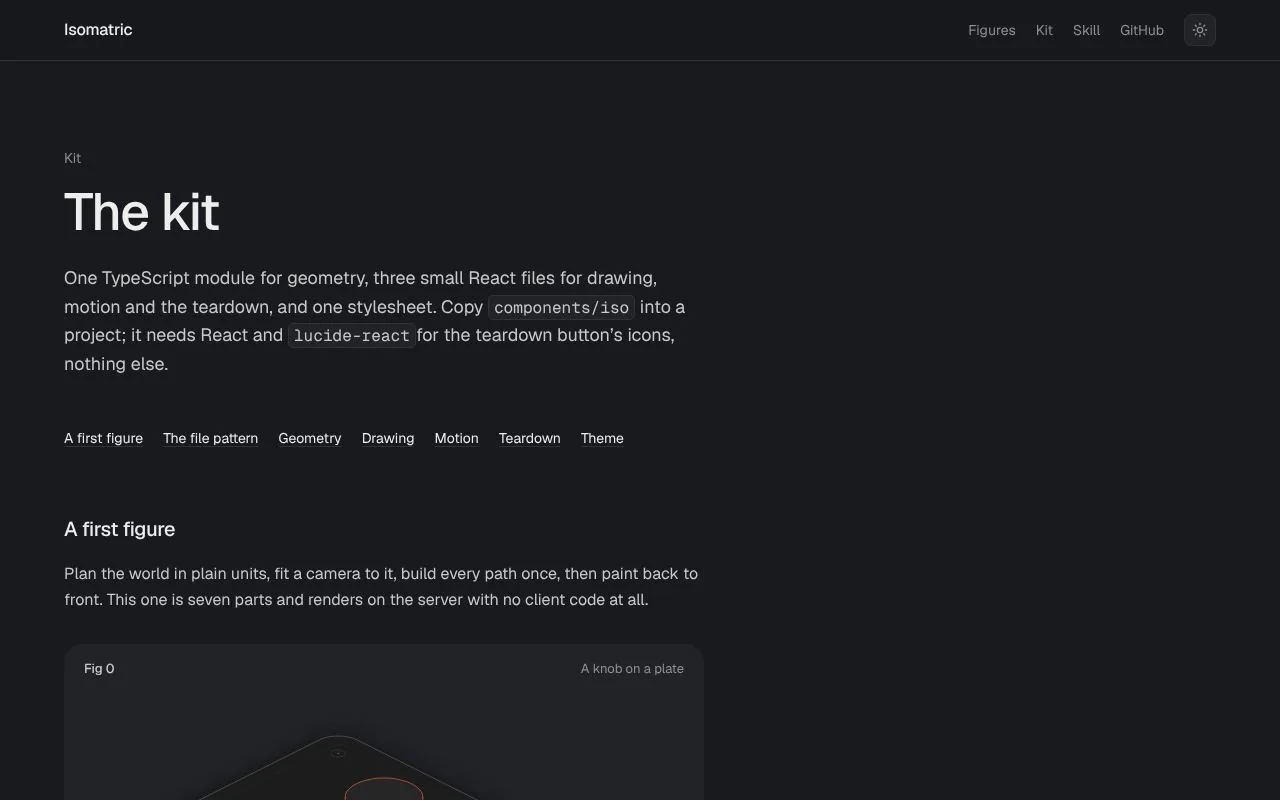 Isomatric
Figures Kit Skill GitHub
Kit
The kit
One TypeScript module for geometry, three small React files for drawing,
motion and the teardown, and one stylesheet. Copy components/iso into a
project; it needs React and lucide-react for the teardown button’s icons,
nothing else.
A first figure The file pattern Geometry Drawing Motion Teardown Theme
A first figure
Plan the world in plain units, fit a camera to it, build every path once, then paint back to
front. This one is seven parts and renders on the server with no client code at all.
Fig 0
A knob on a plate